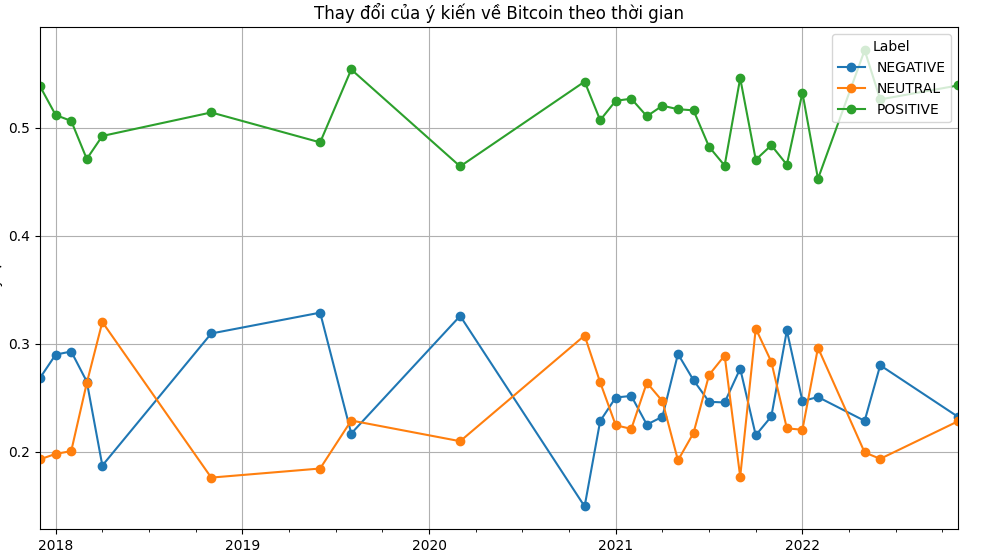 Thay đổi của ý kiến về Bitcoin theo thời gian
Label
NEGATIVE
NEUTRAL
POSITIVE
0.5
0.4
0.3
0.2
2018 2019 2020 2021 2022